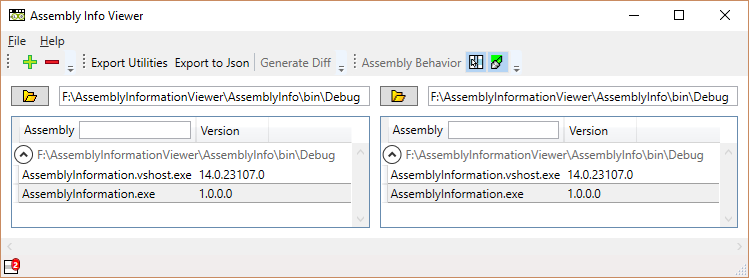 Assembly Info Viewer
File Help
Export Utilities Export to Json Generate Diff Assembly Behavior
F:\AssemblyInformationViewer\AssemblyInfo\bin\Debug F:\AssemblyInformationViewer\AssemblyInfo\bin\Debug
Assembly Version Assembly Version
F:\AssemblyInformationViewer\AssemblyInfo\bin\Debug F:\AssemblyInformationViewer\AssemblyInfo\bin\Debug
AssemblyInformation.vshost.exe 14.0.23107.0 AssemblyInformation.vshost.exe 14.0.23107.0
AssemblyInformation.exe 1.0.0.0 AssemblyInformation.exe 1.0.0.0
2